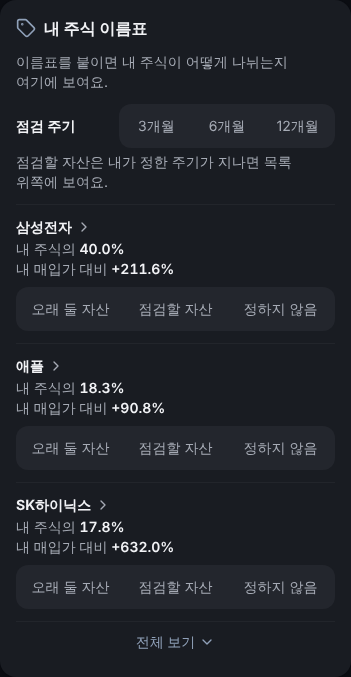 내 주식 이름표
이름표를 붙이면 내 주식이 어떻게 나뉘는지
여기에 보여요.
점검 주기 3개월 6개월 12개월
점검할 자산은 내가 정한 주기가 지나면 목록
위쪽에 보여요.
삼성전자
내 주식의 40.0%
내 매입가 대비 +211.6%
오래 둘 자산 점검할 자산 정하지 않음
애플
내 주식의 18.3%
내 매입가 대비 +90.8%
오래 둘 자산 점검할 자산 정하지 않음
SK하이닉스
내 주식의 17.8%
내 매입가 대비 +632.0%
오래 둘 자산 점검할 자산 정하지 않음
전체 보기